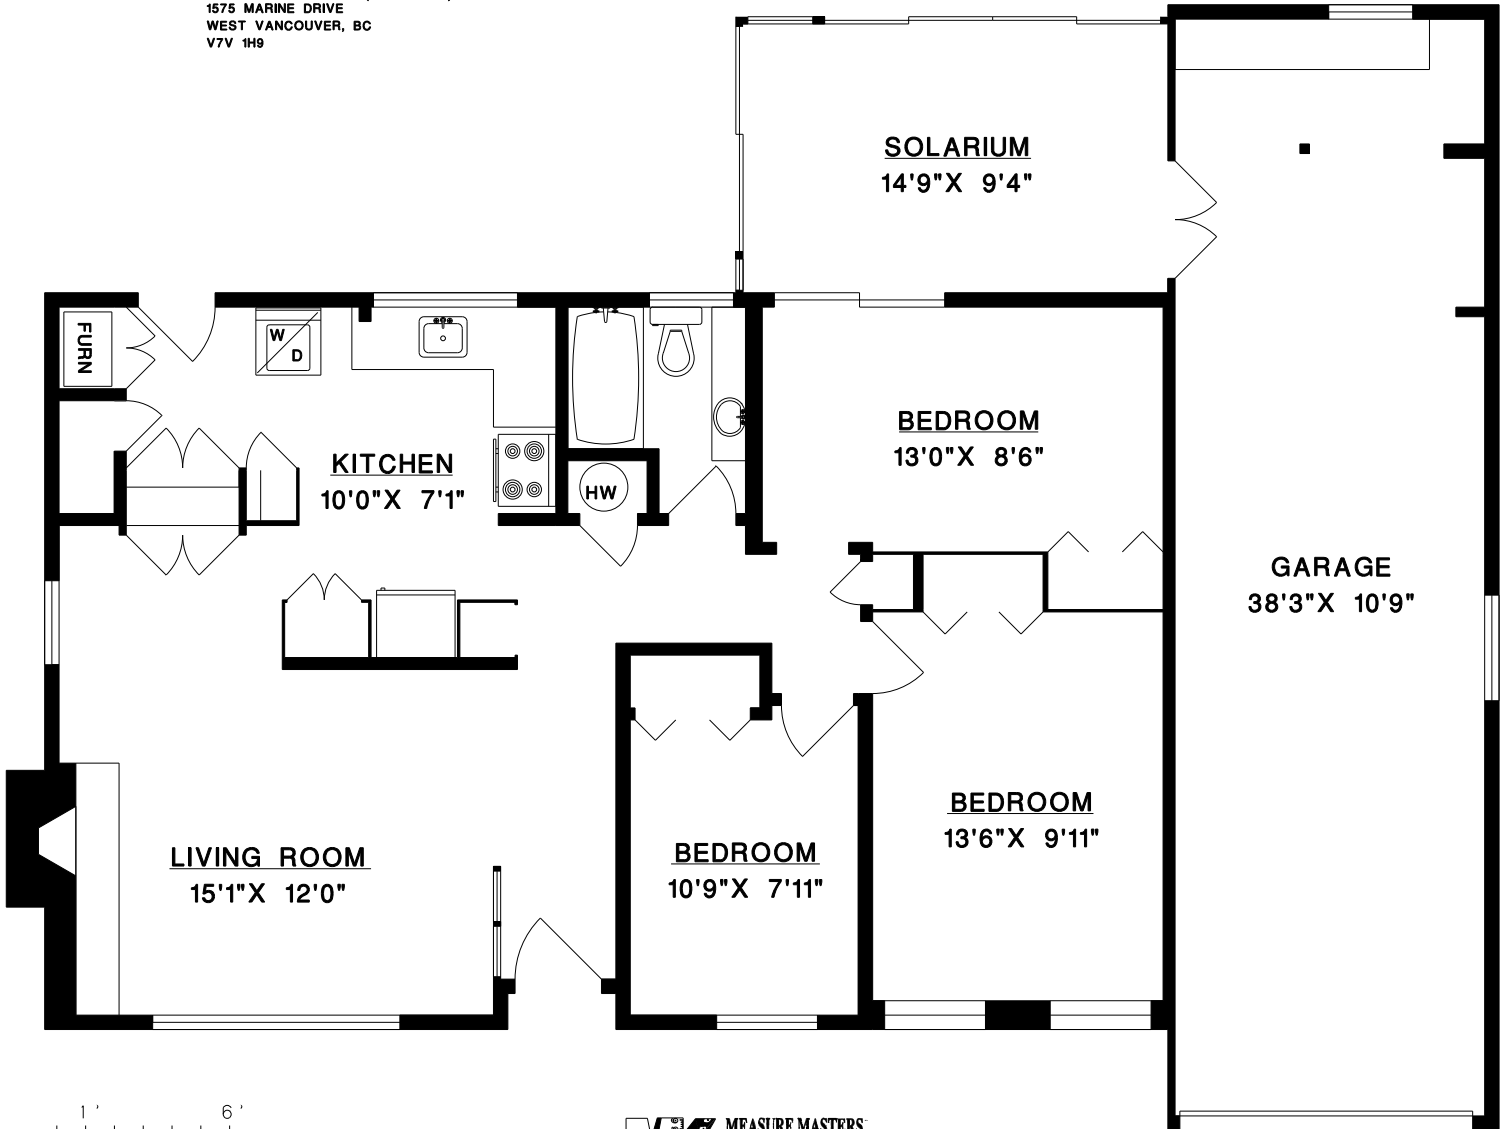 1575 MARINE DRIVE
WEST VANCOUVER, BC
V7V 1H9
SOLARIUM
14'9"X 9'4"
FURN
W
D
KITCHEN
10'0"X 7'1"
HW
BEDROOM
13'0"X 8'6"
GARAGE
38'3"X 10'9"
BEDROOM
13'6"X 9'11"
LIVING ROOM
15'1"X 12'0"
BEDROOM
10'9"X 7'11"
1' 6'
MEASURE MASTERS